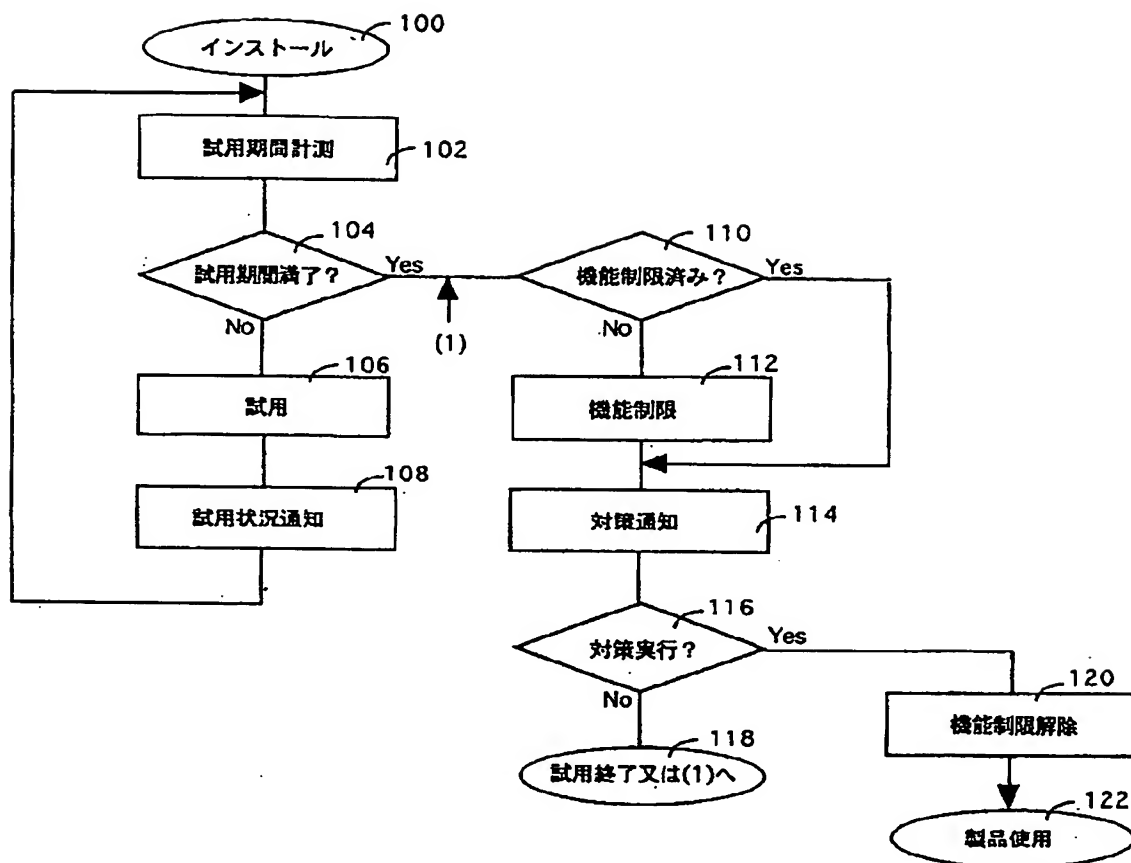 インストール
100
試用期間計測
102
104
試用期間満了？
Yes
No
(1)
106
試用
108
試用状況通知
110
機能制限済み？
Yes
No
112
機能制限
対策通知
114
116
対策実行？
Yes
No
118
試用終了又は(1)へ
120
機能制限解除
122
製品使用